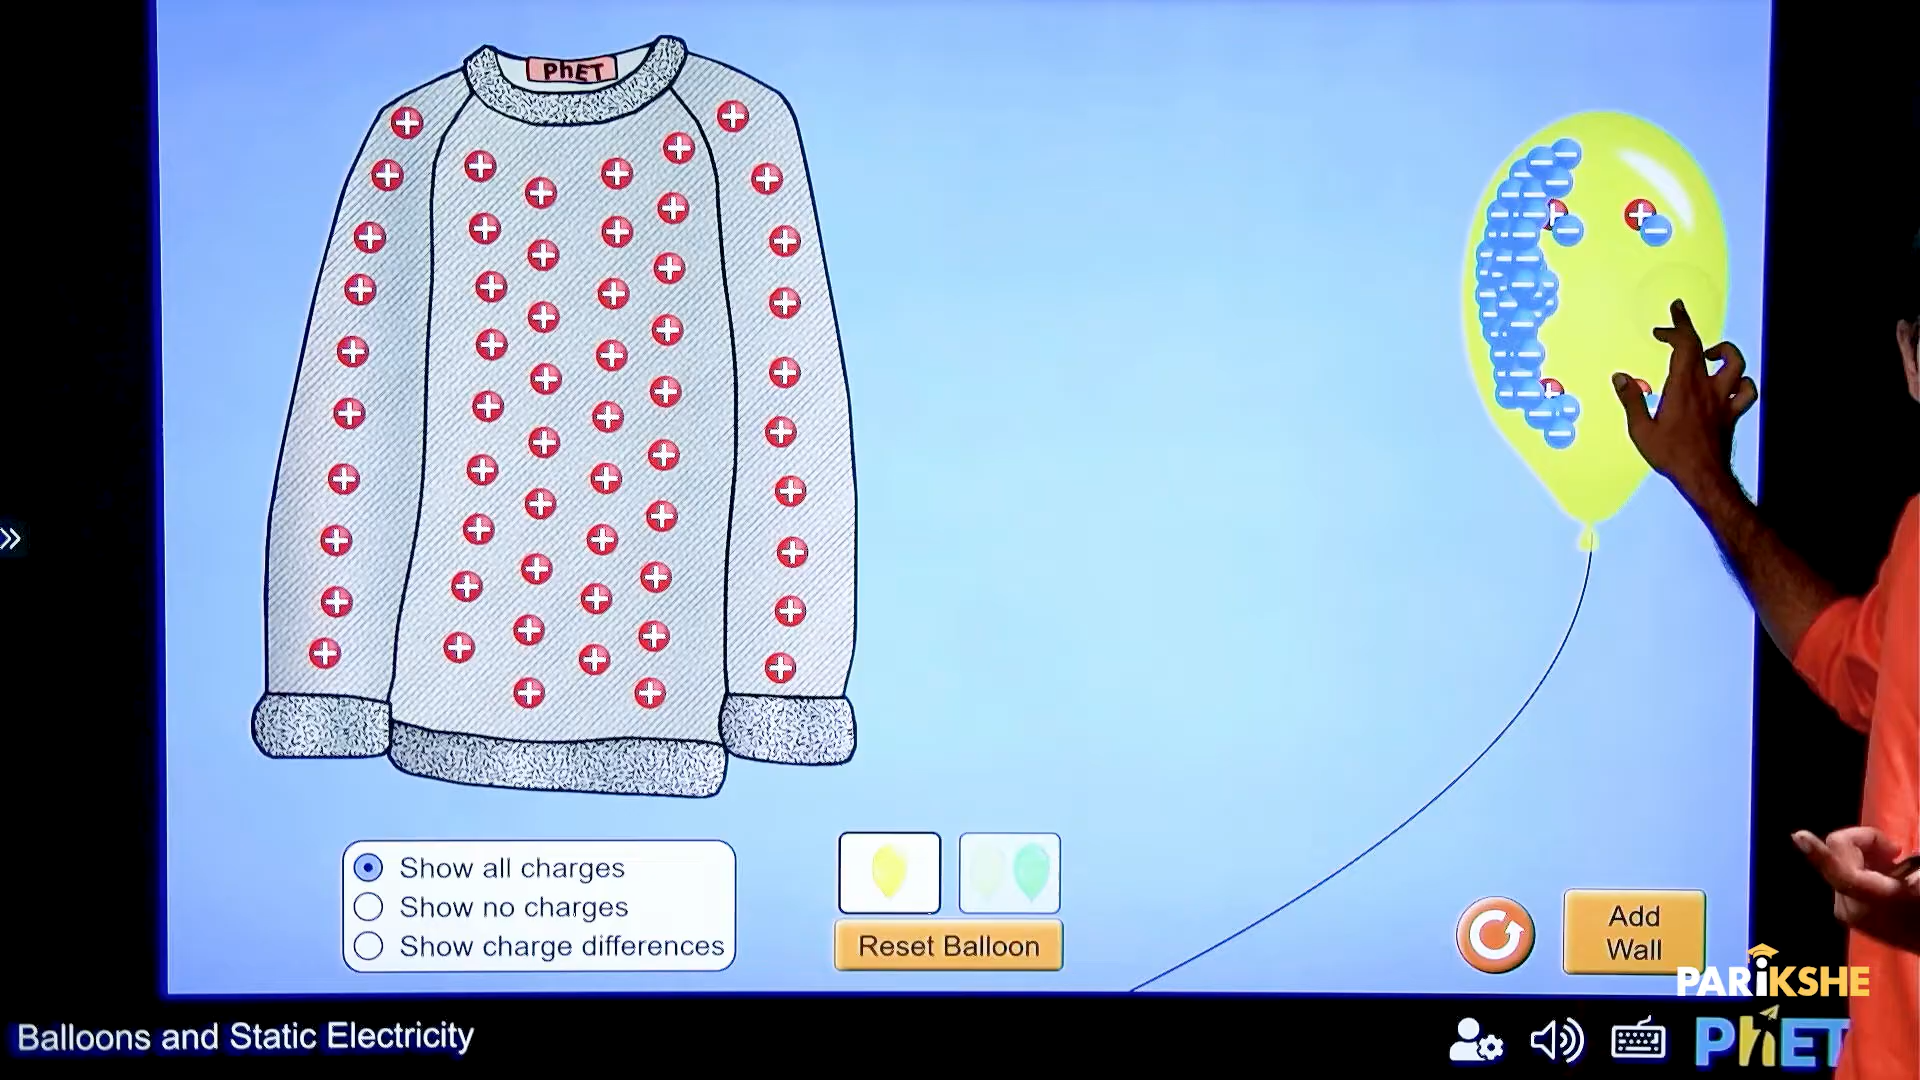 PhET
Show all charges
Show no charges
Show charge differences
Reset Balloon
Add
Wall
PARiKSHE
Balloons and Static Electricity
PhET